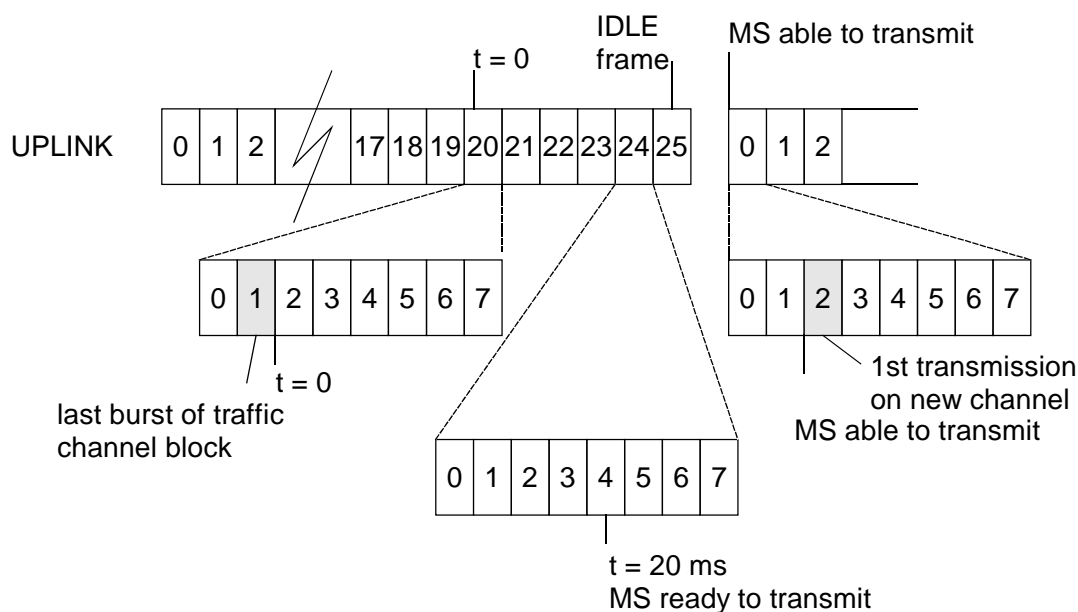 IDLE
frame
MS able to transmit
t = 0
UPLINK
0 1 2 17 18 19 20 21 22 23 24 25 0 1 2
0 1 2 3 4 5 6 7
0 1 2 3 4 5 6 7
t = 0
last burst of traffic
channel block
1st transmission
on new channel
MS able to transmit
0 1 2 3 4 5 6 7
t = 20 ms
MS ready to transmit